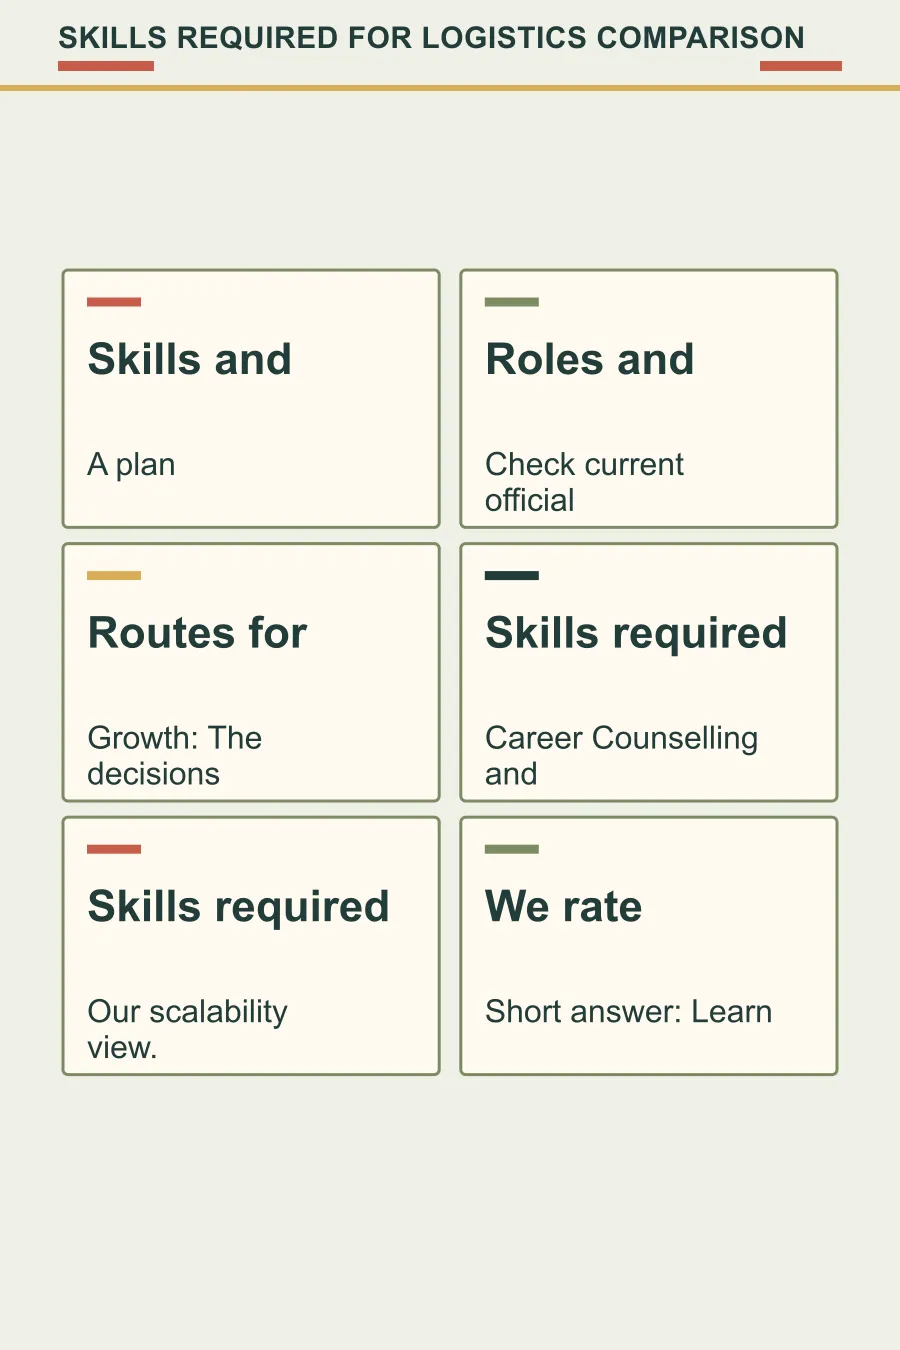 SKILLS REQUIRED FOR LOGISTICS COMPARISON
Skills and
A plan
Roles and
Check current
official
Routes for
Growth: The
decisions
Skills required
Career Counselling
and
Skills required
Our scalability
view.
We rate
Short answer: Learn